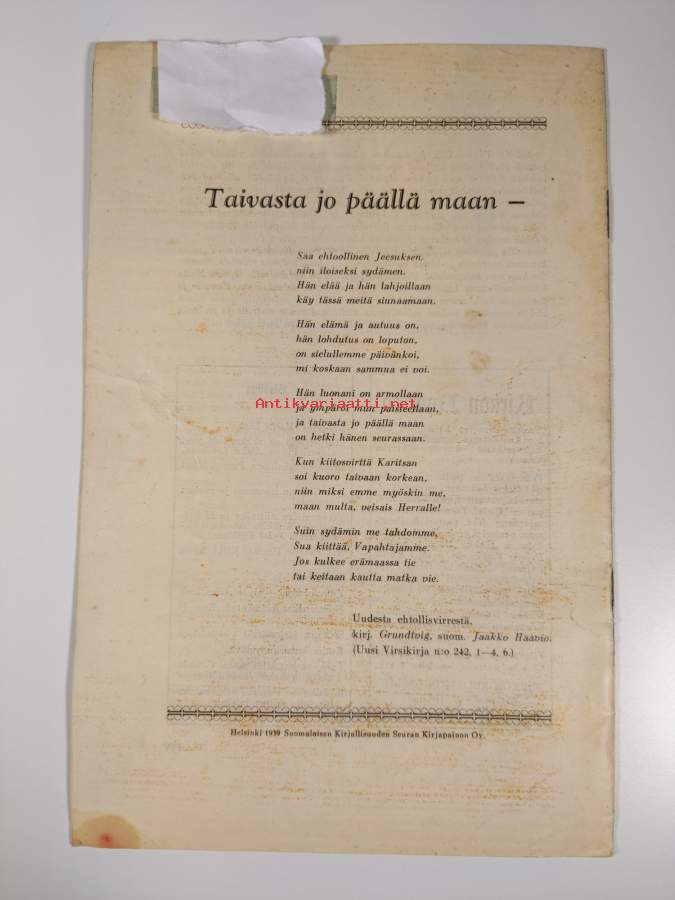 Taivasta jo päällä maan —
Saa ehtoollinen Jeesuksen
niin iloiseksi sydämen.
Hän elää ja hän lahjoillaan
käy tässä meitä siunaamaan.
Hän elämä ja autuus on,
hän lohdutus on loputon,
on sielullemme päivänkoi,
mi koskaan sammua ei voi.
Hän luonani on armollaan
Antikvariaatti.net
ja ympäröi mun paisteellaan,
ja taivasta jo päällä maan
on hetki hänen seurassaan.
Kun kiitosvirttä Karitsan
soi kuoro taivaan korkean,
niin miksi emme myöskin me,
maan multa, veisais Herralle!
Suin sydämin me tahdomme,
Sua kiittää, Vapahtajamme.
Jos kulkee erämaassa tie
tai keitaan kautta matka vie.
Uudesta ehtollisvirrestä,
kirj. Grundtvig, suom. Jaakko Haavio.
(Uusi Virsikirja n:o 242, 1—4, 6.)
Helsinki 1939 Suomalaisen Kirjallisuuden Seuran Kirjapainon Oy.